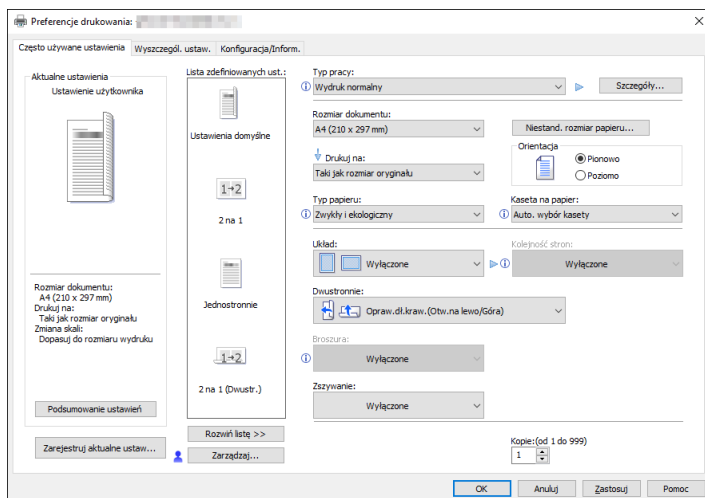 Preferencje drukowania:
Często używane ustawienia
Wyszczegól. ustaw.
Konfiguracja/Inform.
Aktualne ustawienia
Ustawienie użytkownika
Rozmiar dokumentu:
A4 (210 x 297 mm)
Drukuj na:
Taki jak rozmiar oryginału
Zmiana skali:
Dopasuj do rozmiaru wydruku
Podsumowanie ustawień
Zarejestruj aktualne ustaw...
Lista zdefiniowanych ust.:
Ustawienia domyślne
1→2
2 na 1
Jednostronnie
1→2
2 na 1 (Dwustr.)
Rozwiń listę >>
Zarządzaj...
Typ pracy:
Wydruk normalny
Szczegóły...
Rozmiar dokumentu:
A4 (210 x 297 mm)
Niestand. rozmiar papieru...
Drukuj na:
Taki jak rozmiar oryginału
Orientacja
Pionowo
Poziomo
Typ papieru:
Zwykły i ekologiczny
Kaseta na papier:
Auto. wybór kasety
Układ:
Wyłączone
Kolejność stron:
Wyłączone
Dwustronnie:
Opraw.dł.kraw.(Otw.na lewo/Góra)
Broszura:
Wyłączone
Zszywanie:
Wyłączone
Kopie:(od 1 do 999)
1
OK
Anuluj
Zastosuj
Pomoc